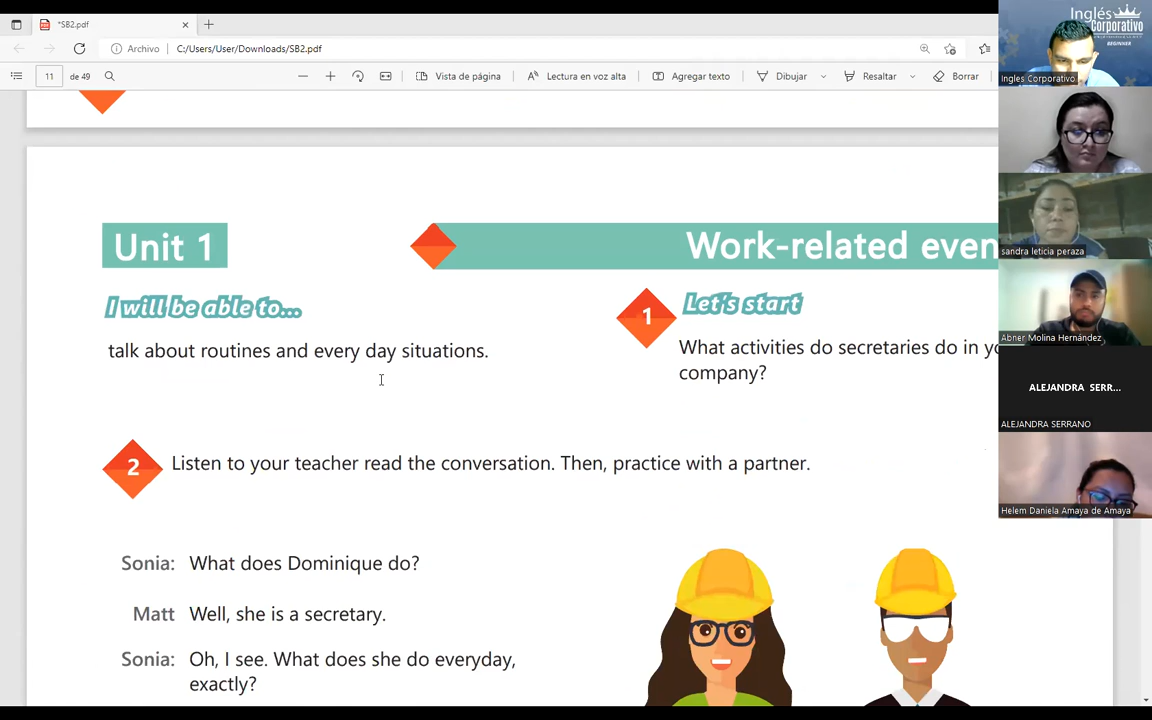 *SB2.pdf
Archivo
C:/Users/User/Downloads/SB2.pdf
11
de 49
Vista de página
Lectura en voz alta
Agregar texto
Dibujar
Resaltar
Borrar
Unit 1
Work-related even
I will be able to...
talk about routines and every day situations.
1
Let's start
What activities do secretaries do in yo
company?
2
Listen to your teacher read the conversation. Then, practice with a partner.
Sonia: What does Dominique do?
Matt Well, she is a secretary.
Sonia: Oh, I see. What does she do everyday,
exactly?
Inglés
Corporativo
BEGINNER
Ingles Corporativo
sandra leticia peraza
Abner Molina Hernández
ALEJANDRA SERR...
ALEJANDRA SERRANO
Helem Daniela Amaya de Amaya